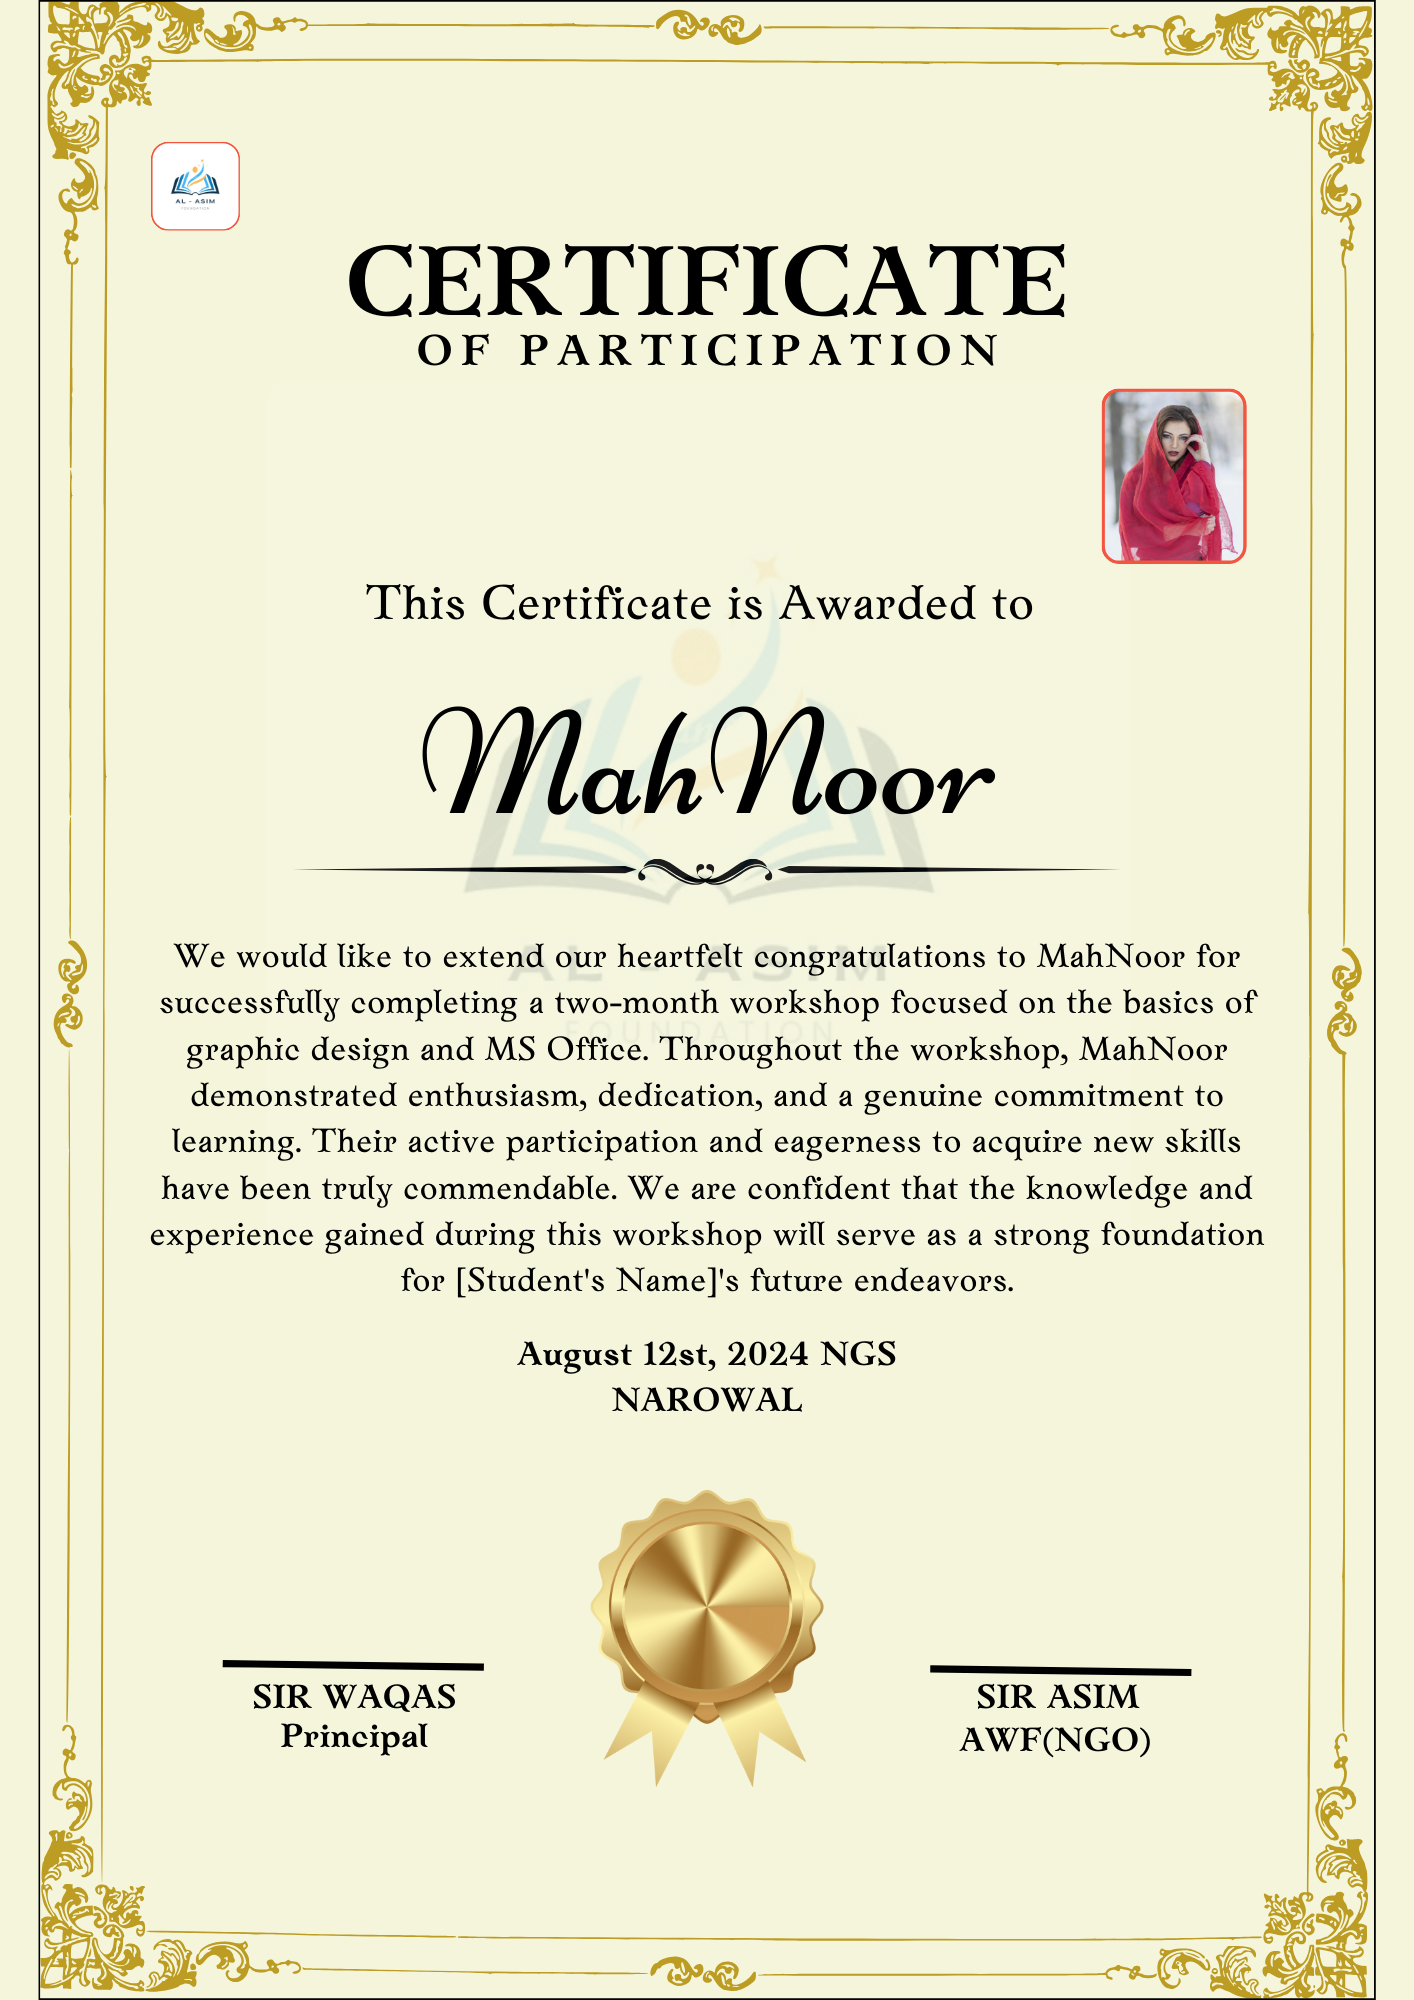 AL - ASIM
FOUNDATION
CERTIFICATE
OF PARTICIPATION
This Certificate is Awarded to
MahNoor
AL - ASIM
FOUNDATION
We would like to extend our heartfelt congratulations to MahNoor for
successfully completing a two-month workshop focused on the basics of
graphic design and MS Office. Throughout the workshop, MahNoor
demonstrated enthusiasm, dedication, and a genuine commitment to
learning. Their active participation and eagerness to acquire new skills
have been truly commendable. We are confident that the knowledge and
experience gained during this workshop will serve as a strong foundation
for [Student's Name]'s future endeavors.
August 12st, 2024 NGS
NAROWAL
SIR WAQAS
Principal
SIR ASIM
AWF(NGO)